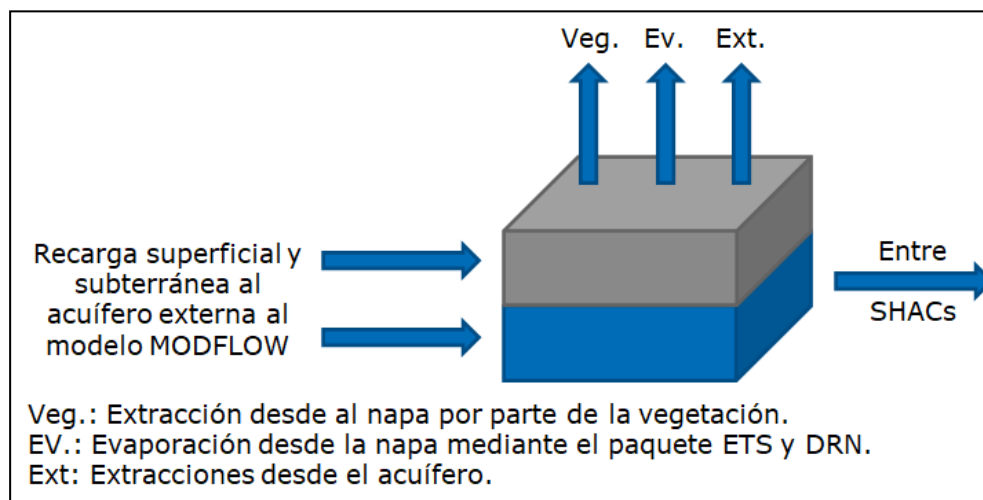 Veg. Ev. Ext.
Recarga superficial y
subterránea al
acuífero externa al
modelo MODFLOW
Entre
SHACs
Veg.: Extracción desde al napa por parte de la vegetación.
EV.: Evaporación desde la napa mediante el paquete ETS y DRN.
Ext: Extracciones desde el acuífero.